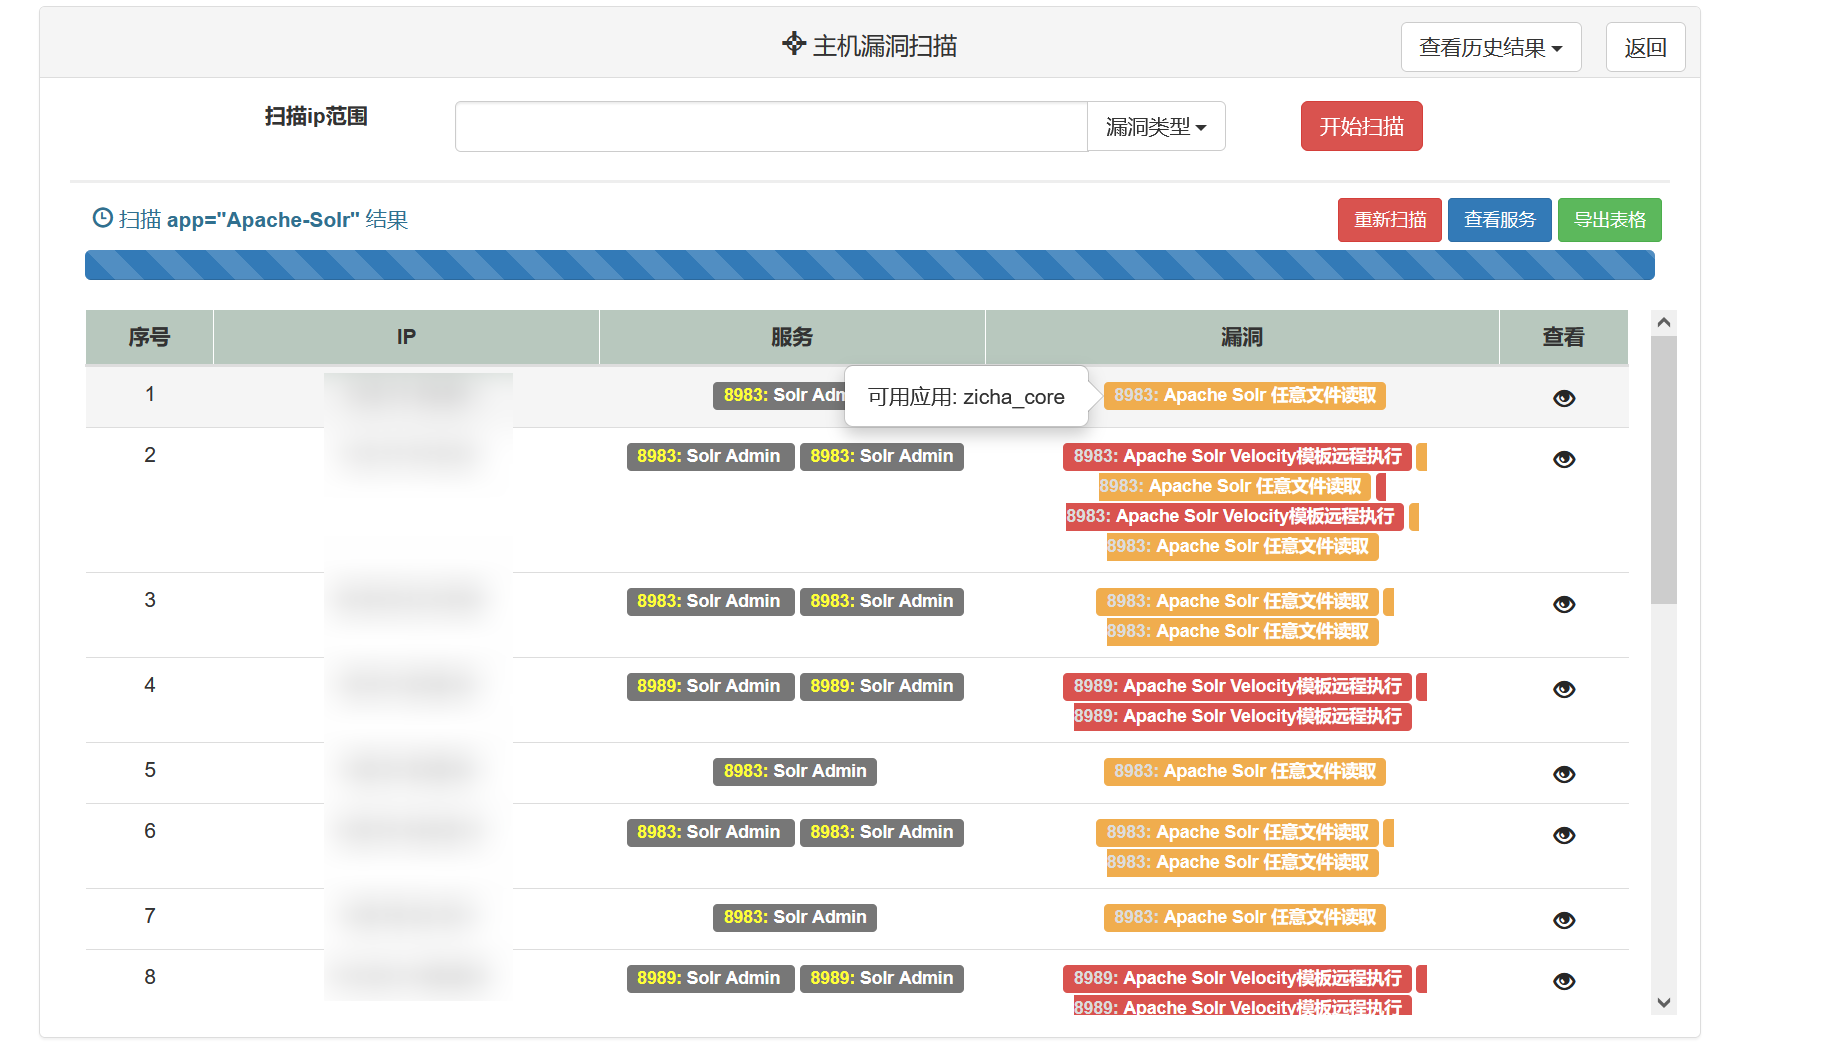 主机漏洞扫描
查看历史结果
返回
扫描ip范围
漏洞类型
开始扫描
扫描 app="Apache-Solr" 结果
重新扫描
查看服务
导出表格
序号 IP 服务 漏洞 查看
1 8983: Solr Adm 可用应用: zicha_core 8983: Apache Solr 任意文件读取
2 8983: Solr Admin 8983: Solr Admin 8983: Apache Solr Velocity模板远程执行
8983: Apache Solr 任意文件读取
8983: Apache Solr Velocity模板远程执行
8983: Apache Solr 任意文件读取
3 8983: Solr Admin 8983: Solr Admin 8983: Apache Solr 任意文件读取
8983: Apache Solr 任意文件读取
4 8989: Solr Admin 8989: Solr Admin 8989: Apache Solr Velocity模板远程执行
8989: Apache Solr Velocity模板远程执行
5 8983: Solr Admin 8983: Apache Solr 任意文件读取
6 8983: Solr Admin 8983: Solr Admin 8983: Apache Solr 任意文件读取
8983: Apache Solr 任意文件读取
7 8983: Solr Admin 8983: Apache Solr 任意文件读取
8 8989: Solr Admin 8989: Solr Admin 8989: Apache Solr Velocity模板远程执行
8989: Apache Solr Velocity模板远程执行